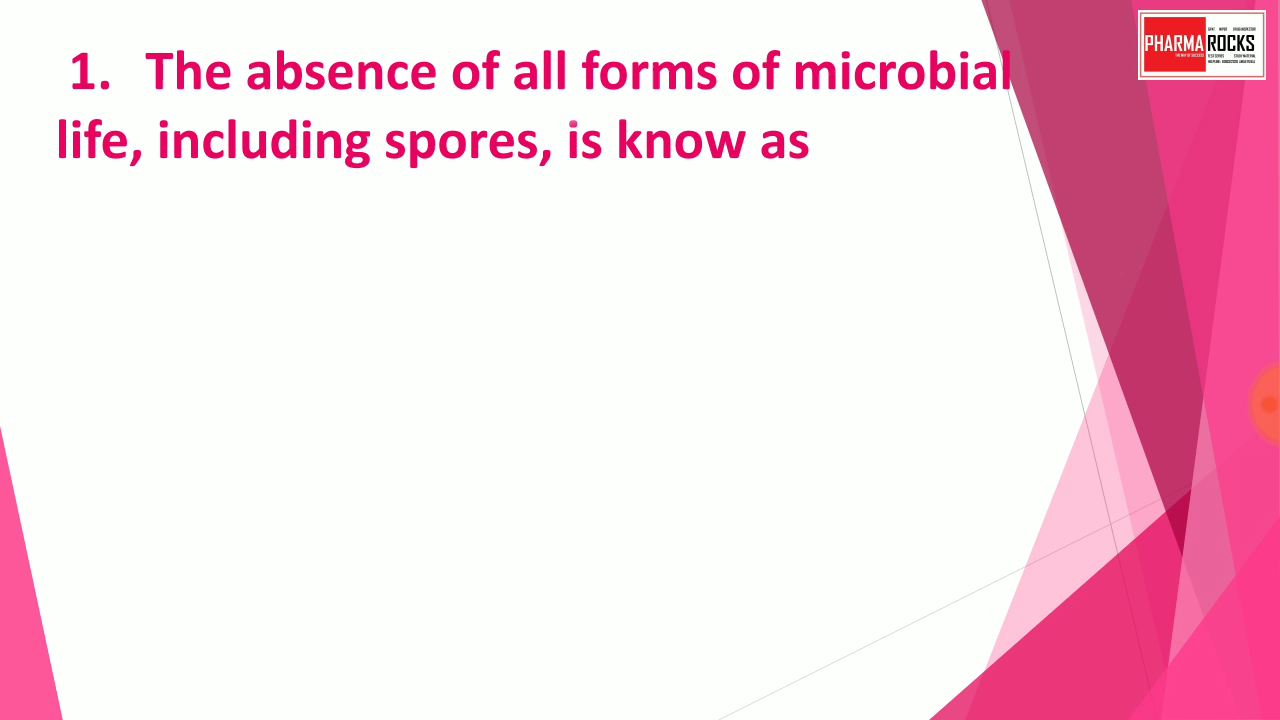 1. The absence of all forms of microbial
life, including spores, is know as
PHARMA ROCKS